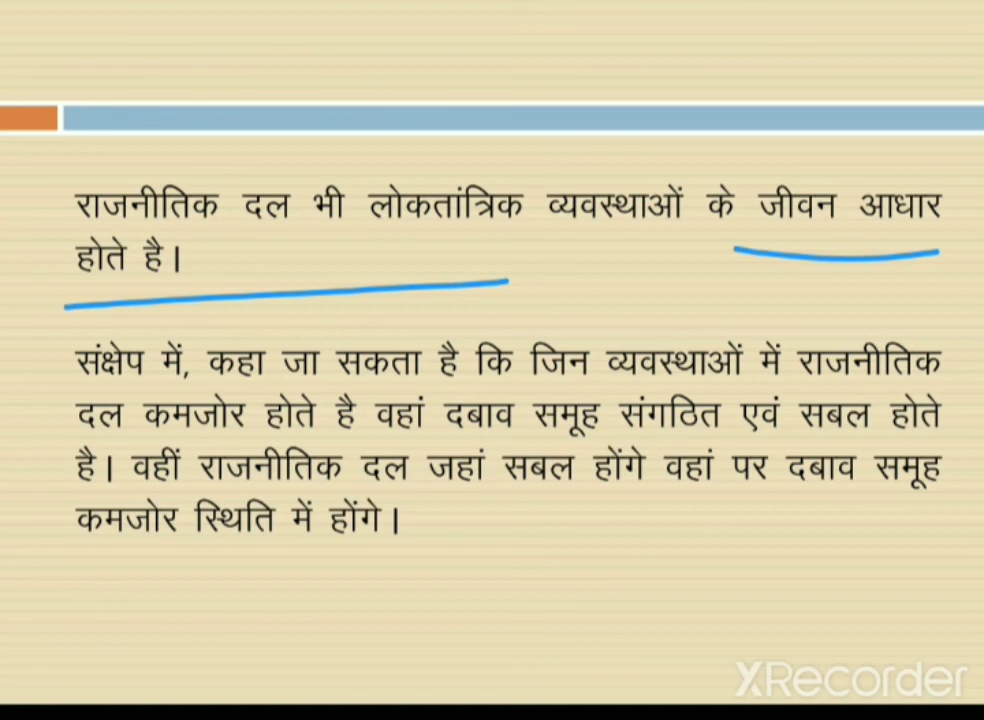 राजनीतिक दल भी लोकतांत्रिक व्यवस्थाओं के जीवन आधार
होते है।
संक्षेप में, कहा जा सकता है कि जिन व्यवस्थाओं में राजनीतिक
दल कमजोर होते है वहां दबाव समूह संगठित एवं सबल होते
है। वहीं राजनीतिक दल जहां सबल होंगे वहां पर दबाव समूह
कमजोर स्थिति में होंगे।
XRecorder